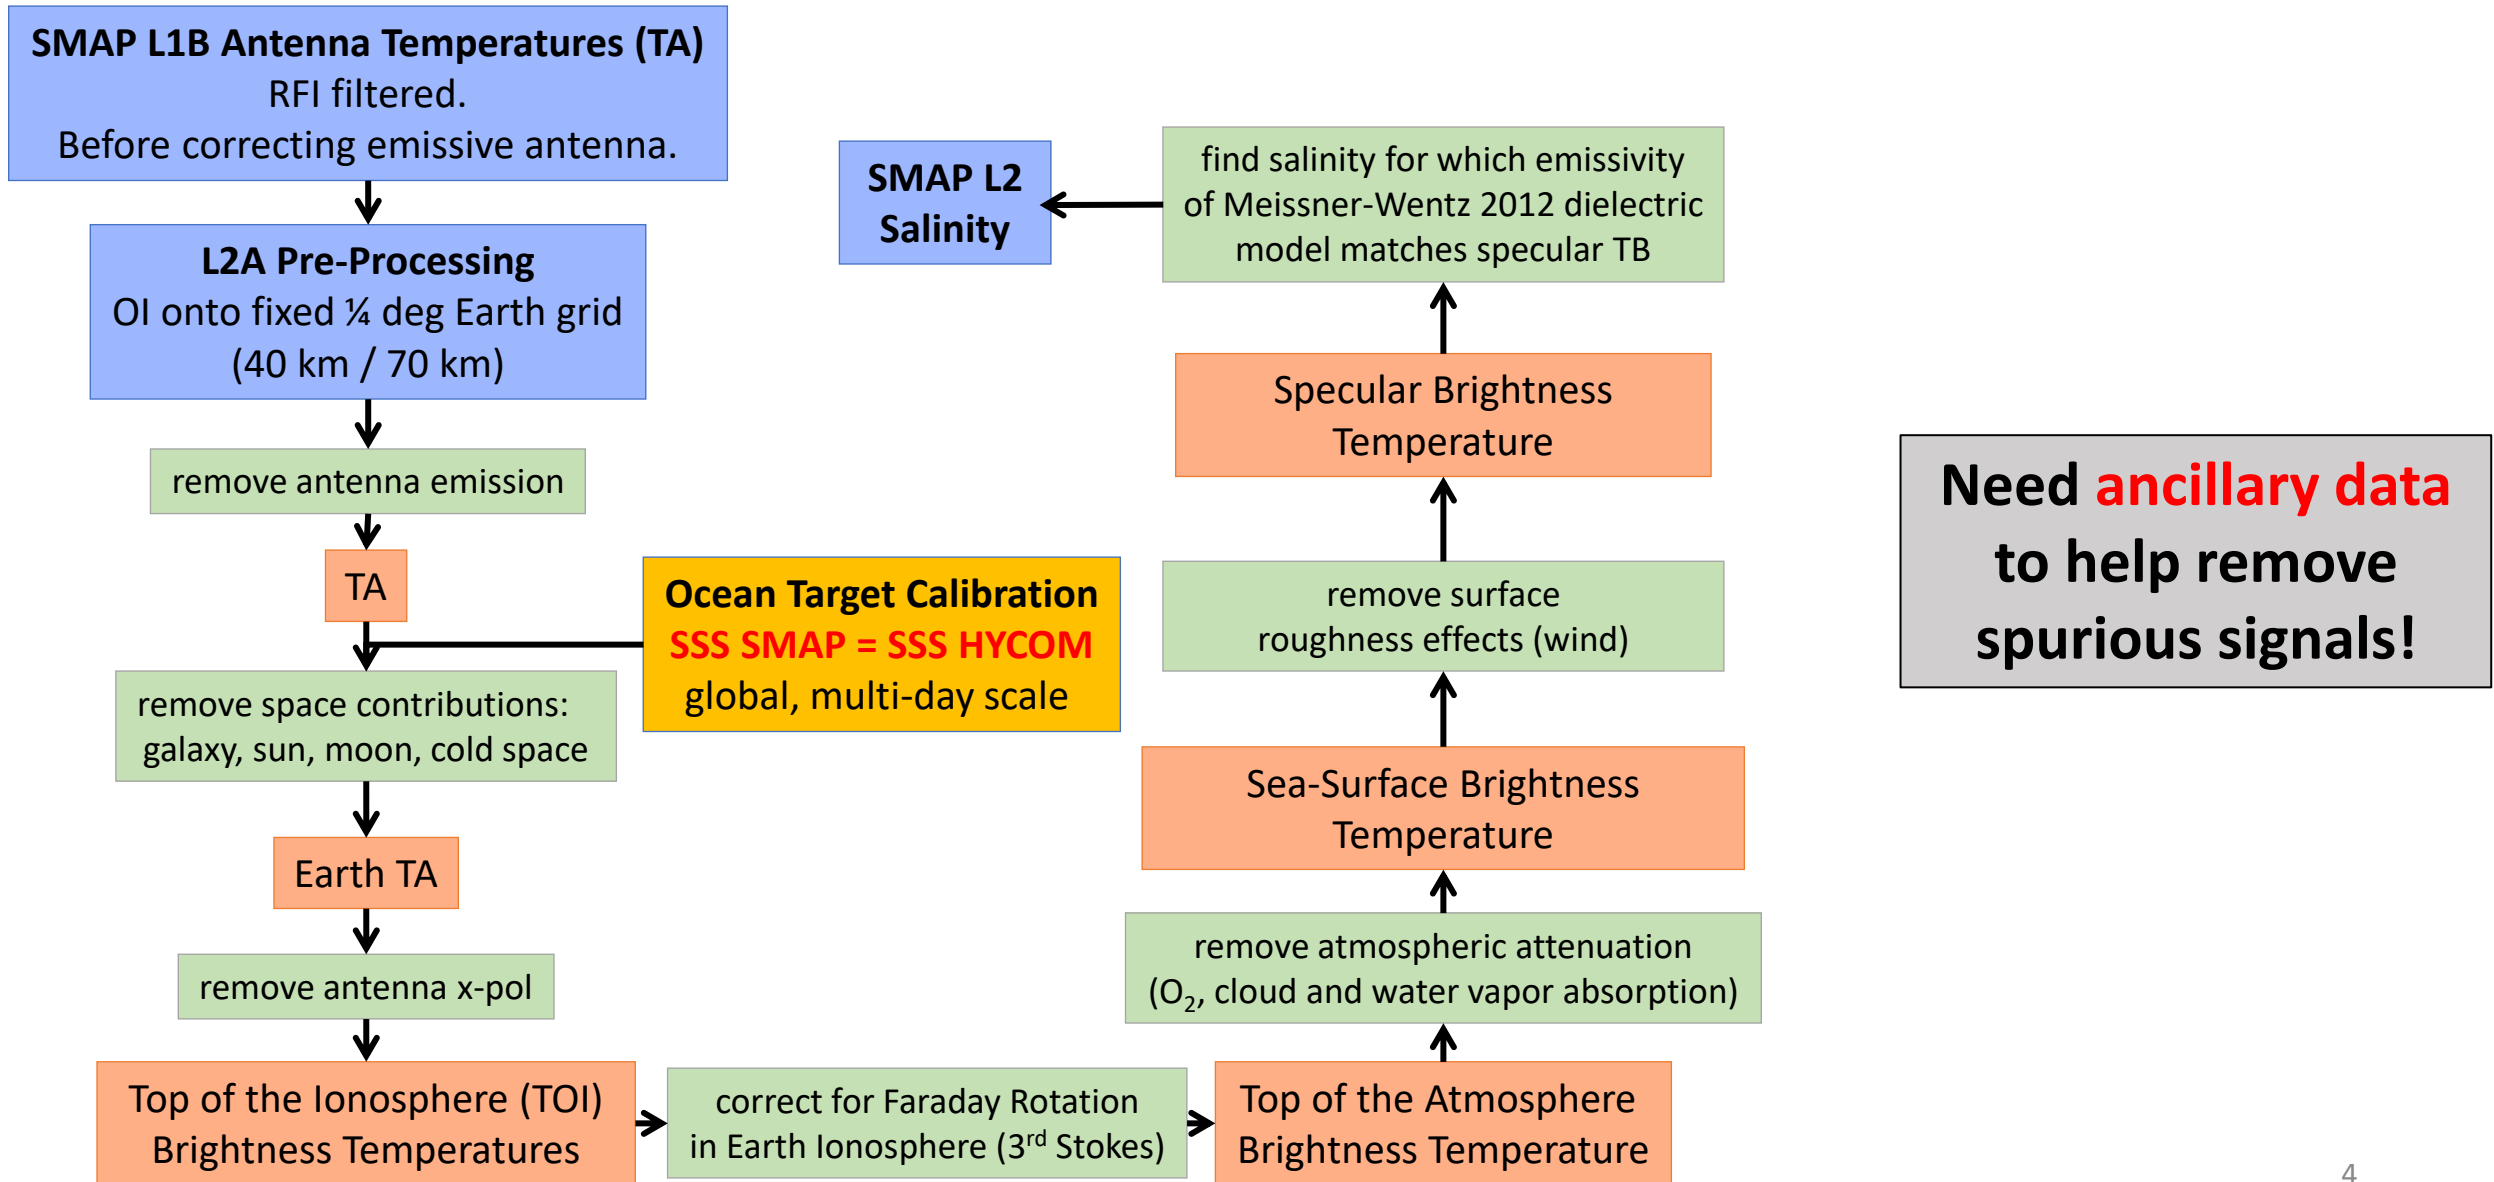 SMAP L1B Antenna Temperatures (TA)
RFI filtered.
Before correcting emissive antenna.
L2A Pre-Processing
OI onto fixed ¼ deg Earth grid
(40 km / 70 km)
remove antenna emission
TA
Ocean Target Calibration
SSS SMAP = SSS HYCOM
global, multi-day scale
remove space contributions:
galaxy, sun, moon, cold space
Earth TA
remove antenna x-pol
Top of the Ionosphere (TOI)
Brightness Temperatures
correct for Faraday Rotation
in Earth Ionosphere (3rd Stokes)
Top of the Atmosphere
Brightness Temperature
remove atmospheric attenuation
(O2, cloud and water vapor absorption)
Sea-Surface Brightness
Temperature
remove surface
roughness effects (wind)
Specular Brightness
Temperature
find salinity for which emissivity
of Meissner-Wentz 2012 dielectric
model matches specular TB
SMAP L2
Salinity
Need ancillary data
to help remove
spurious signals!
4